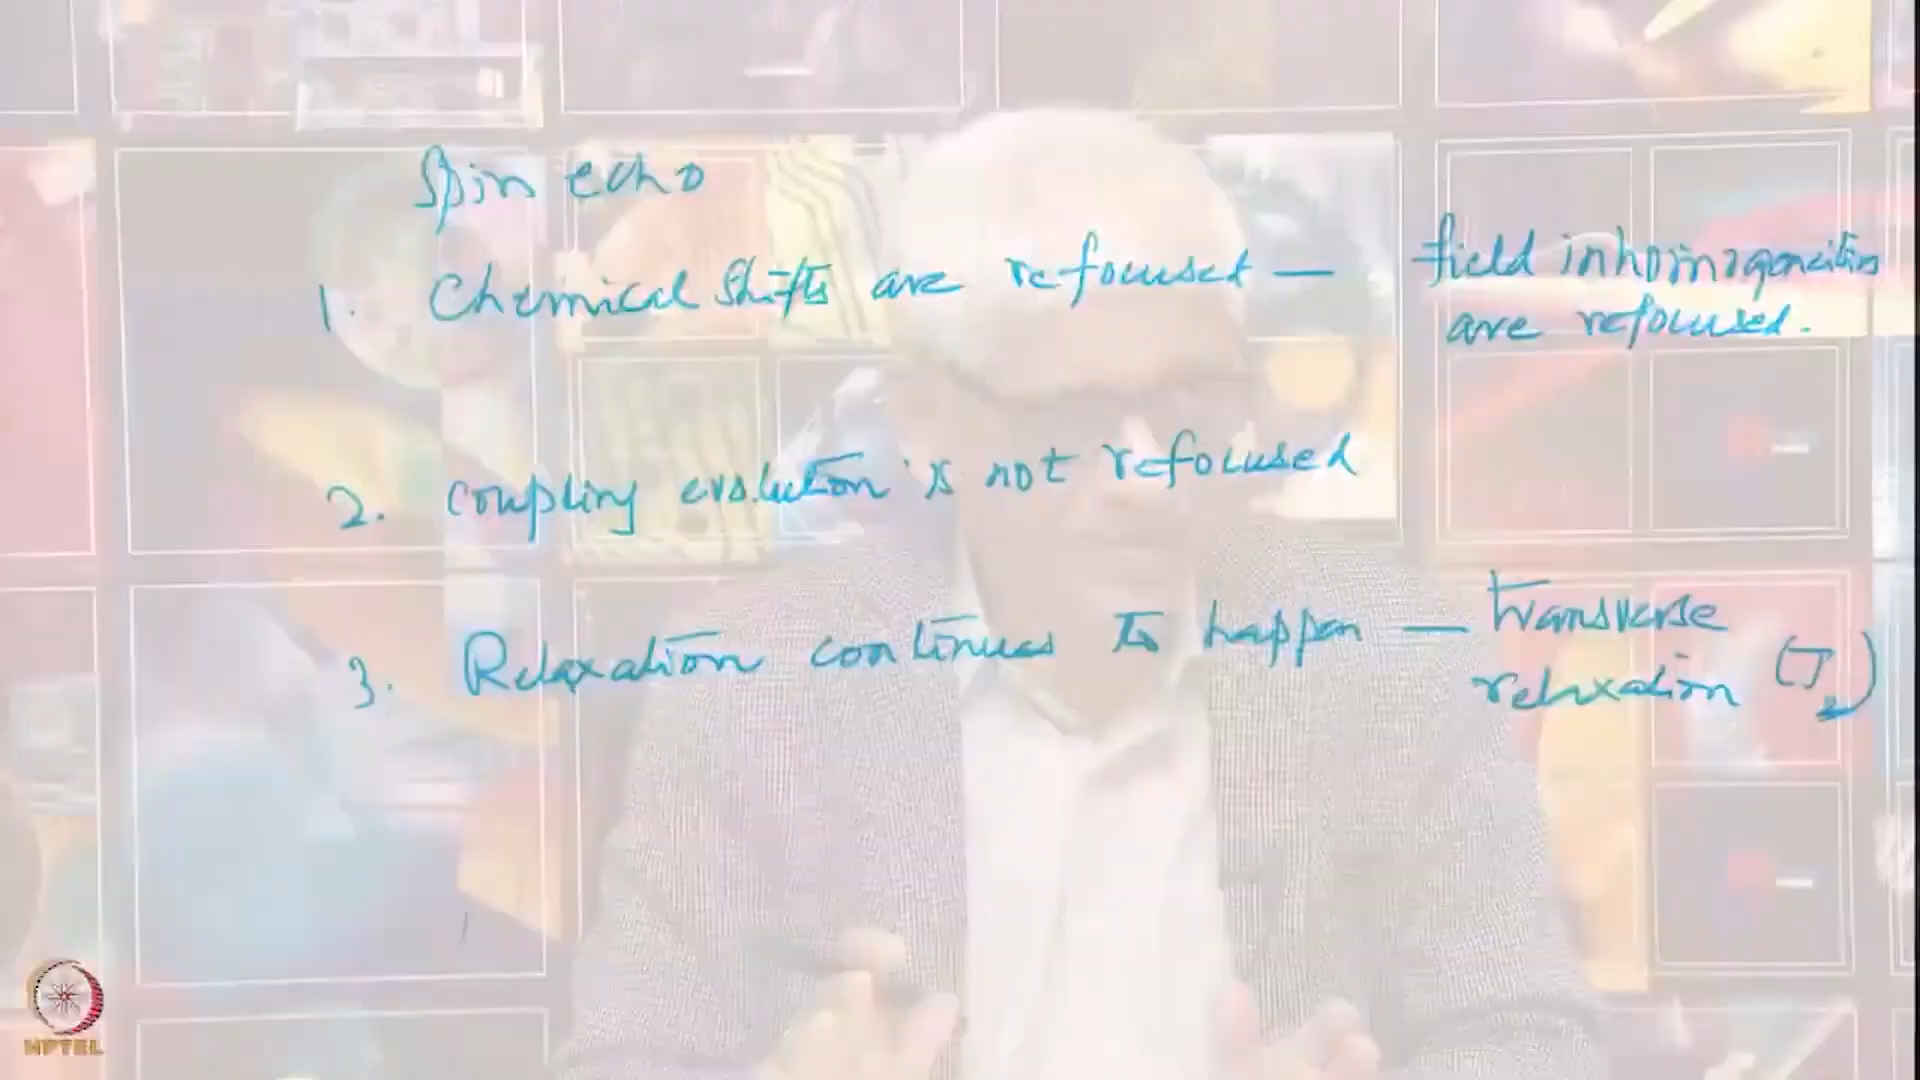 Spin echo
1. Chemical Shifts are refocused — field inhomogeneities
are refocused.
2. Coupling evolution is not refocused
3. Relaxation continues to happen — transverse
relaxation (T2)
NPTEL